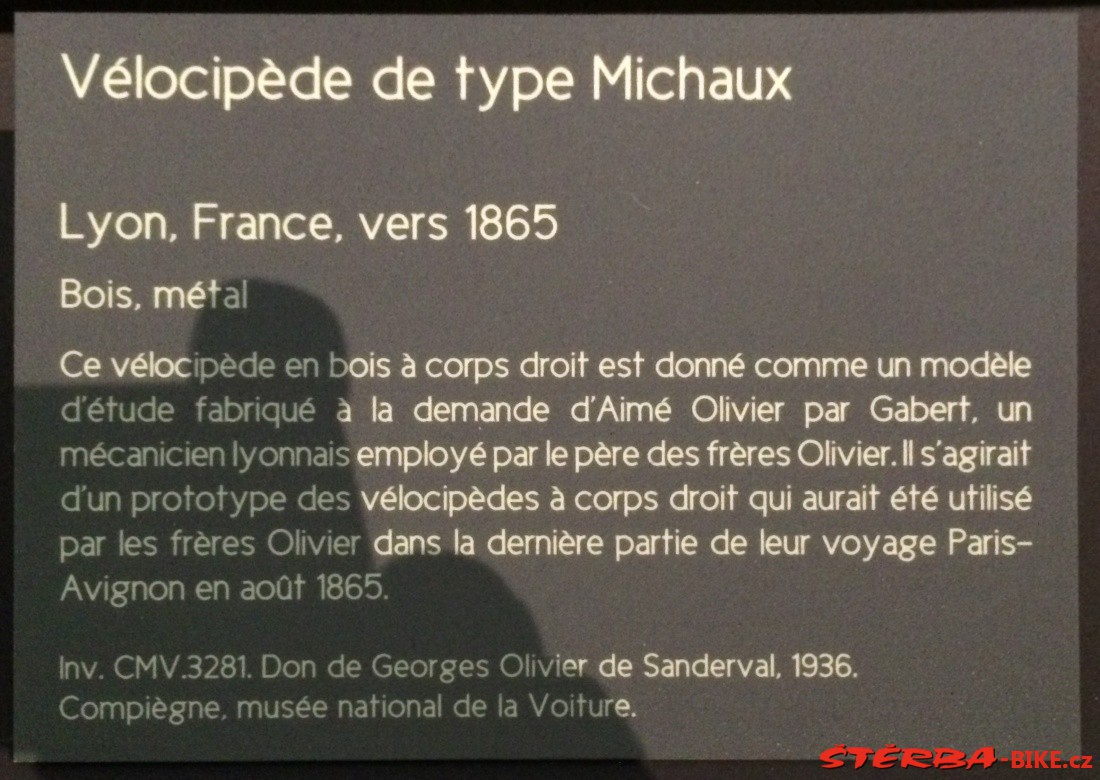 Vélocipède de type Michaux
Lyon, France, vers 1865
Bois, métal
Ce vélocipède en bois à corps droit est donné comme un modèle
d'étude fabriqué à la demande d'Aimé Olivier par Gabert, un
mécanicien lyonnais employé par le père des frères Olivier. Il s'agirait
d'un prototype des vélocipèdes à corps droit qui aurait été utilisé
par les frères Olivier dans la dernière partie de leur voyage Paris–
Avignon en août 1865.
Inv. CMV.3281. Don de Georges Olivier de Sanderval, 1936.
Compiègne, musée national de la Voiture.
ŠTĚRBA-BIKE.cz